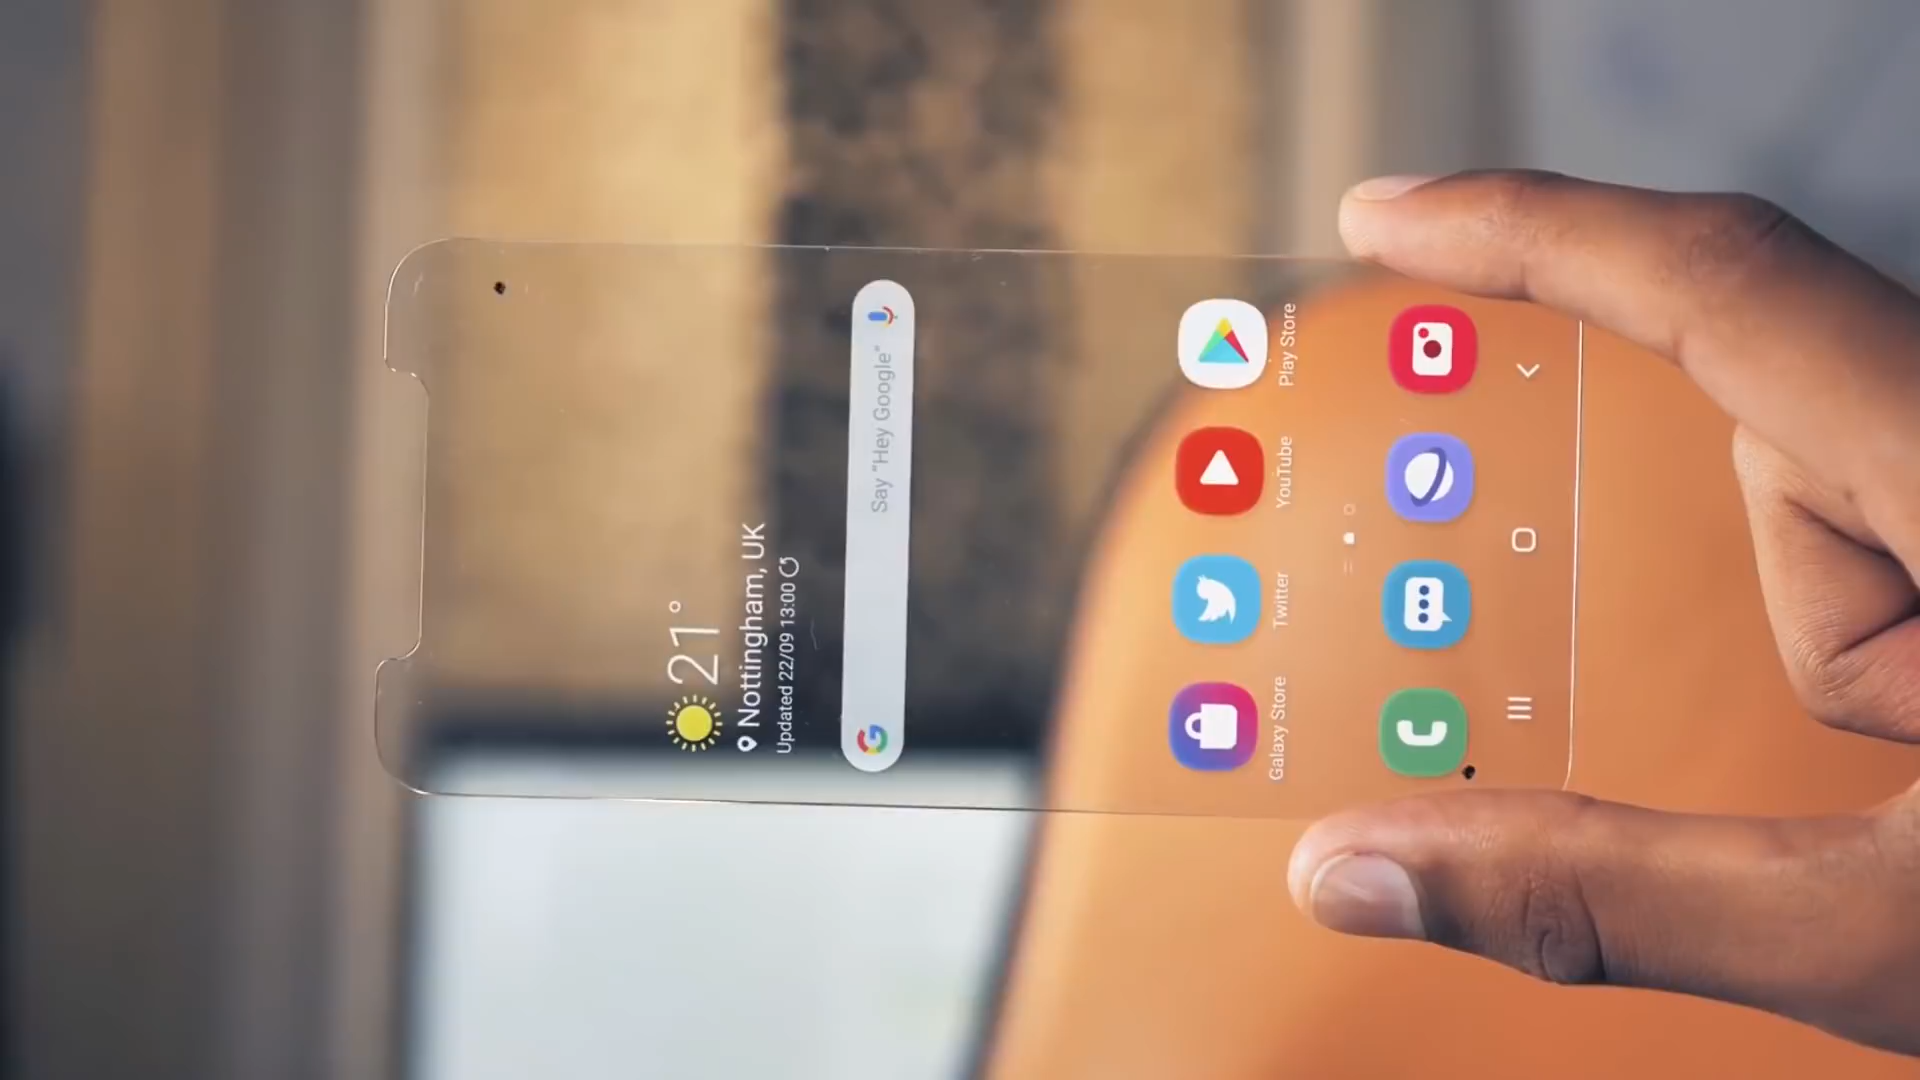 21°
Nottingham, UK
Updated 22/09 13:00
Say "Hey Google"
Galaxy Store
Twitter
YouTube
Play Store